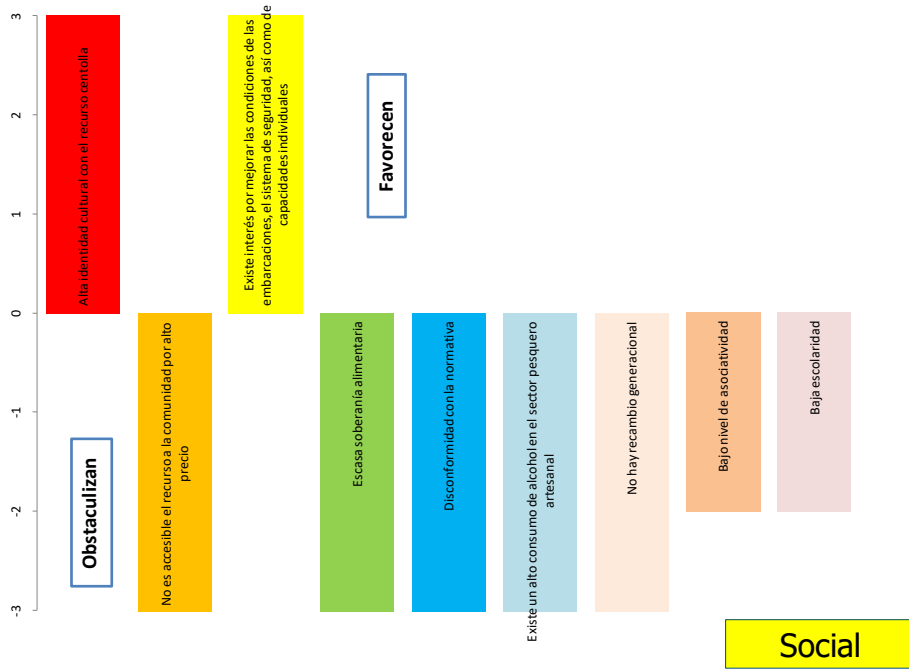 3
2
1
0
-1
-2
-3
Alta identidad cultural con el recurso centolla
No es accesible el recurso a la comunidad por alto
precio
Existe interés por mejorar las condiciones de las
embarcaciones, el sistema de seguridad, así como de
capacidades individuales
Escasa soberanía alimentaria
Disconformidad con la normativa
Existe un alto consumo de alcohol en el sector pesquero
artesanal
No hay recambio generacional
Bajo nivel de asociatividad
Baja escolaridad
Obstaculizan
Favorecen
Social